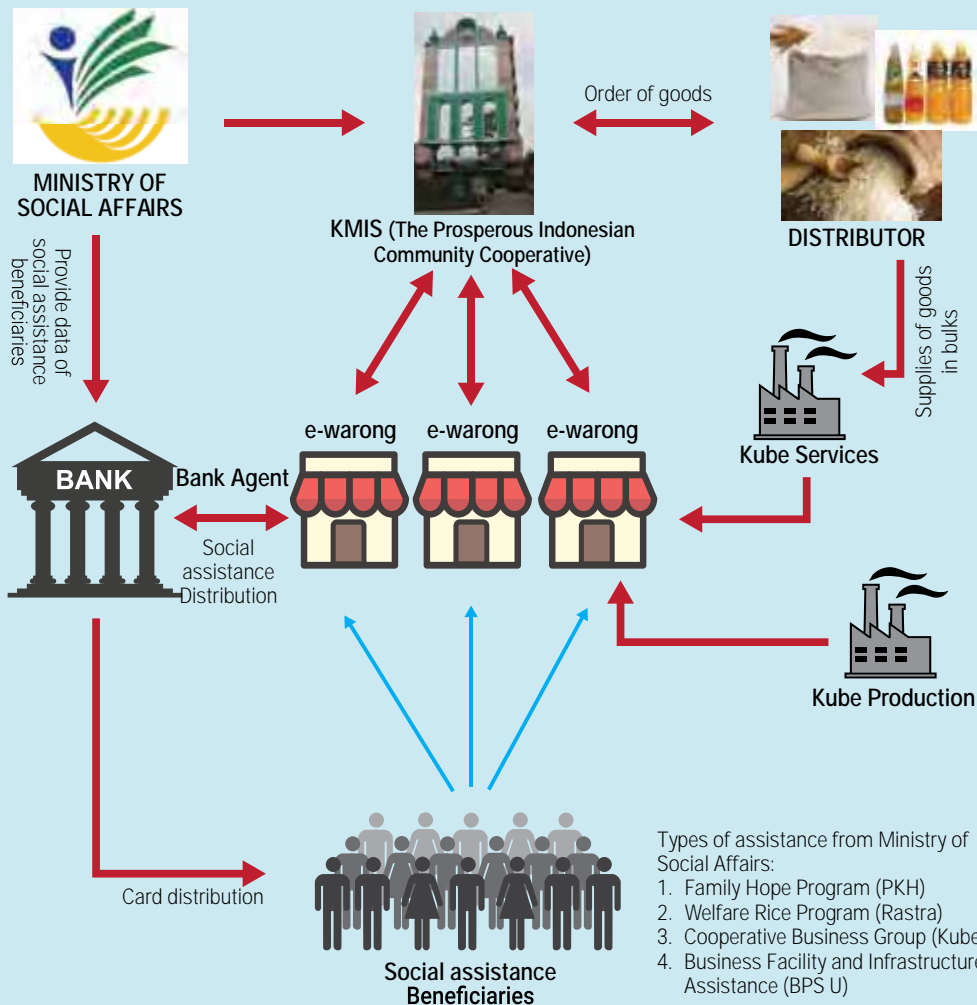 Order of goods
MINISTRY OF
SOCIAL AFFAIRS
KMIS (The Prosperous Indonesian
Community Cooperative)
DISTRIBUTOR
Provide data of
social assistance
beneficiaries
Supplies of goods
in bulks
Kube Services
e-warong
e-warong
e-warong
BANK
Bank Agent
Social
assistance
Distribution
Kube Production
Card distribution
Social assistance
Beneficiaries
Types of assistance from Ministry of
Social Affairs:
1. Family Hope Program (PKH)
2. Welfare Rice Program (Rastra)
3. Cooperative Business Group (Kube
4. Business Facility and Infrastructure
Assistance (BPS U)